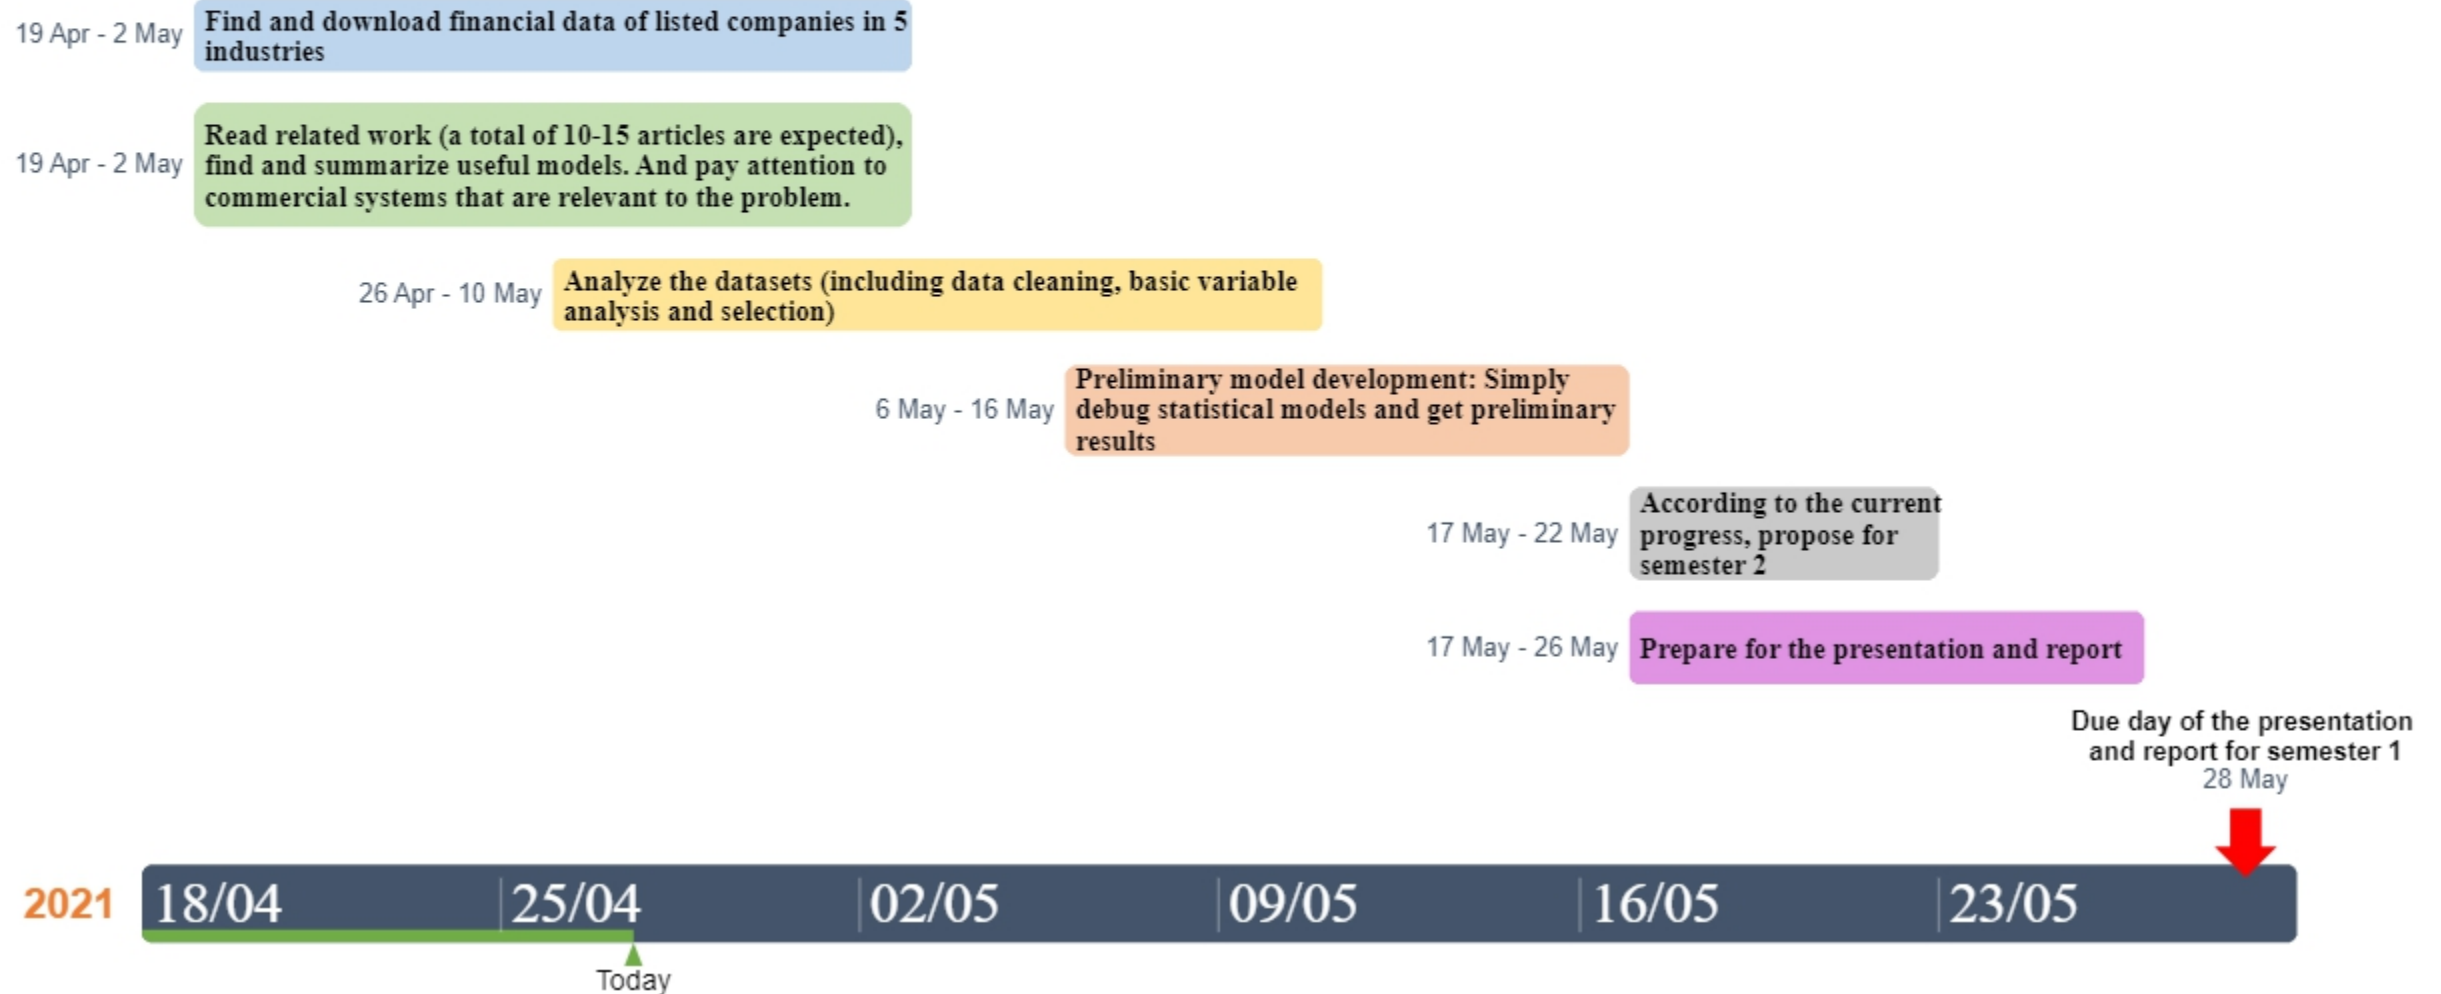 19 Apr - 2 May
Find and download financial data of listed companies in 5
industries
19 Apr - 2 May
Read related work (a total of 10-15 articles are expected),
find and summarize useful models. And pay attention to
commercial systems that are relevant to the problem.
26 Apr - 10 May
Analyze the datasets (including data cleaning, basic variable
analysis and selection)
6 May - 16 May
Preliminary model development: Simply
debug statistical models and get preliminary
results
17 May - 22 May
According to the current
progress, propose for
semester 2
17 May - 26 May
Prepare for the presentation and report
Due day of the presentation
and report for semester 1
28 May
2021
18/04 25/04 02/05 09/05 16/05 23/05
Today